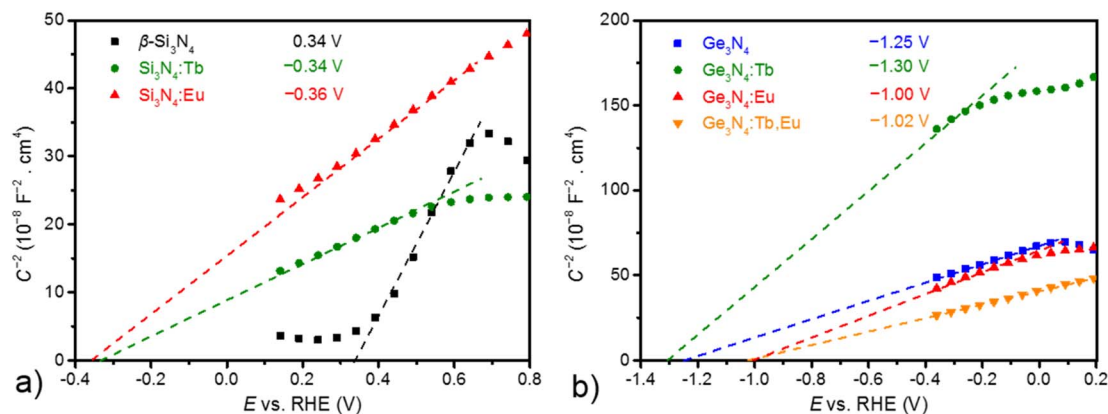 50
40
30
20
10
0
C⁻² (10⁻⁸ F⁻² . cm⁴)
β-Si₃N₄ 0.34 V
Si₃N₄:Tb −0.34 V
Si₃N₄:Eu −0.36 V
-0.4 -0.2 0.0 0.2 0.4 0.6 0.8
E vs. RHE (V)
a)
200
150
100
50
0
C⁻² (10⁻⁸ F⁻² . cm⁴)
Ge₃N₄ −1.25 V
Ge₃N₄:Tb −1.30 V
Ge₃N₄:Eu −1.00 V
Ge₃N₄:Tb,Eu −1.02 V
-1.4 -1.2 -1.0 -0.8 -0.6 -0.4 -0.2 0.0 0.2
E vs. RHE (V)
b)